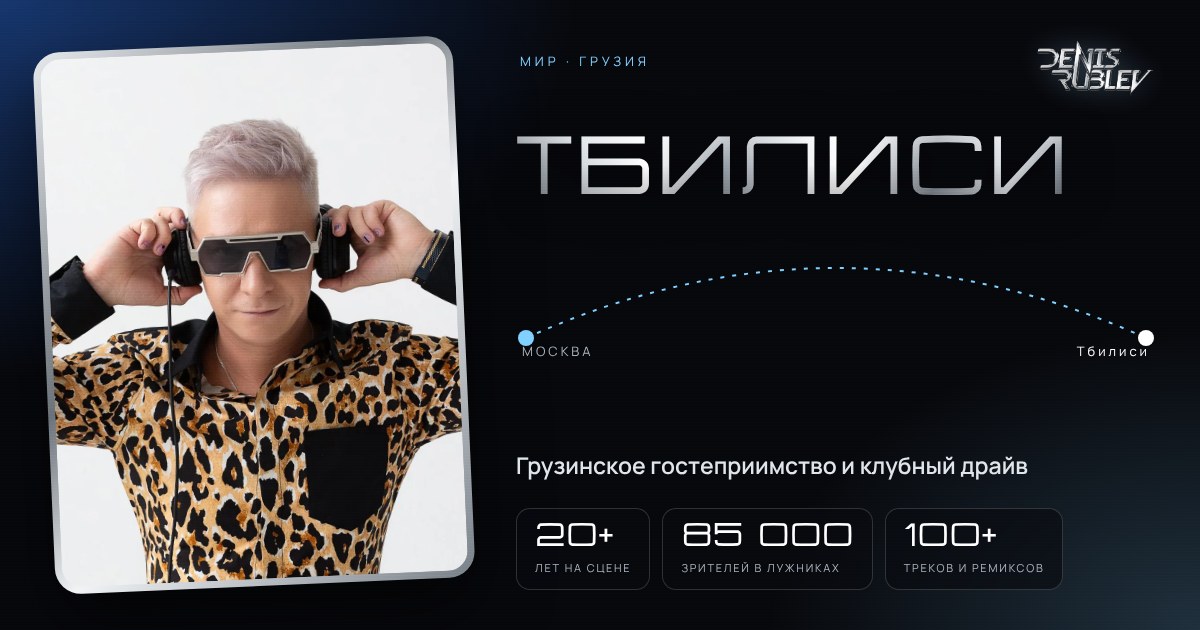 МИР · ГРУЗИЯ
DENIS
RUBLEV
ТБИЛИСИ
МОСКВА
Тбилиси
Грузинское гостеприимство и клубный драйв
20+
ЛЕТ НА СЦЕНЕ
85 000
ЗРИТЕЛЕЙ В ЛУЖНИКАХ
100+
ТРЕКОВ И РЕМИКСОВ